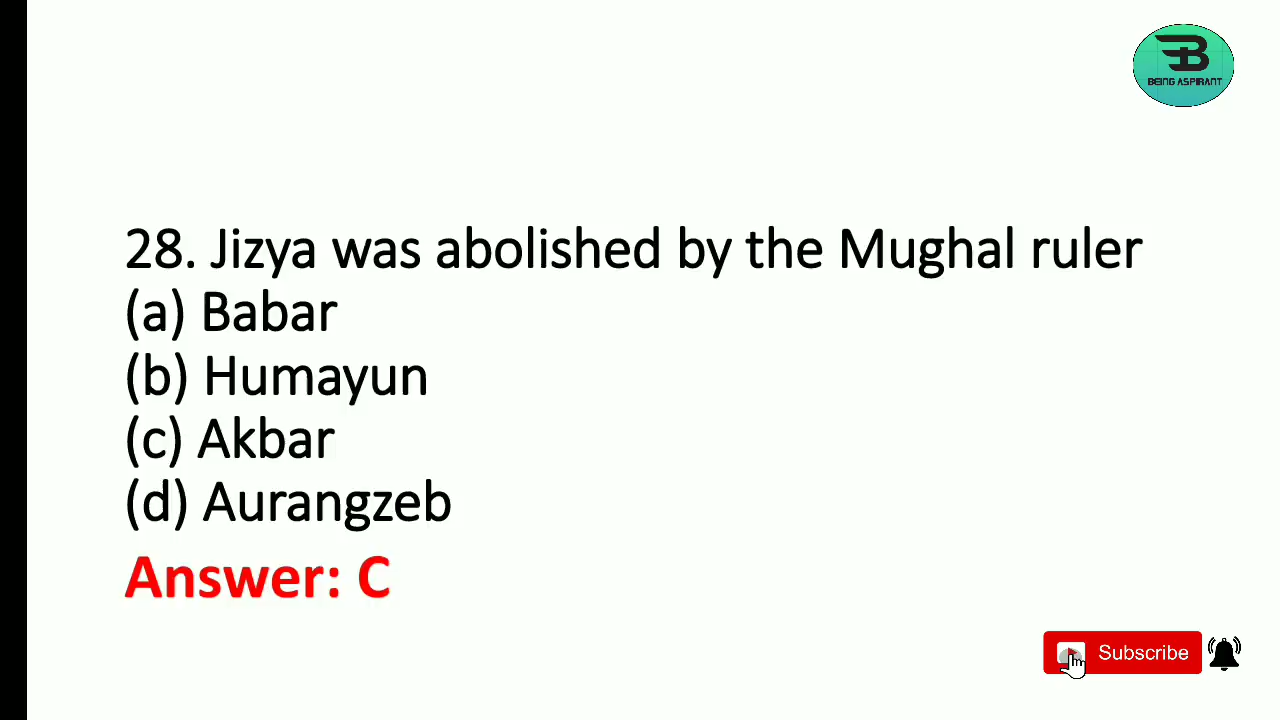 BEING ASPIRANT
28. Jizya was abolished by the Mughal ruler
(a) Babar
(b) Humayun
(c) Akbar
(d) Aurangzeb
Answer: C
Subscribe